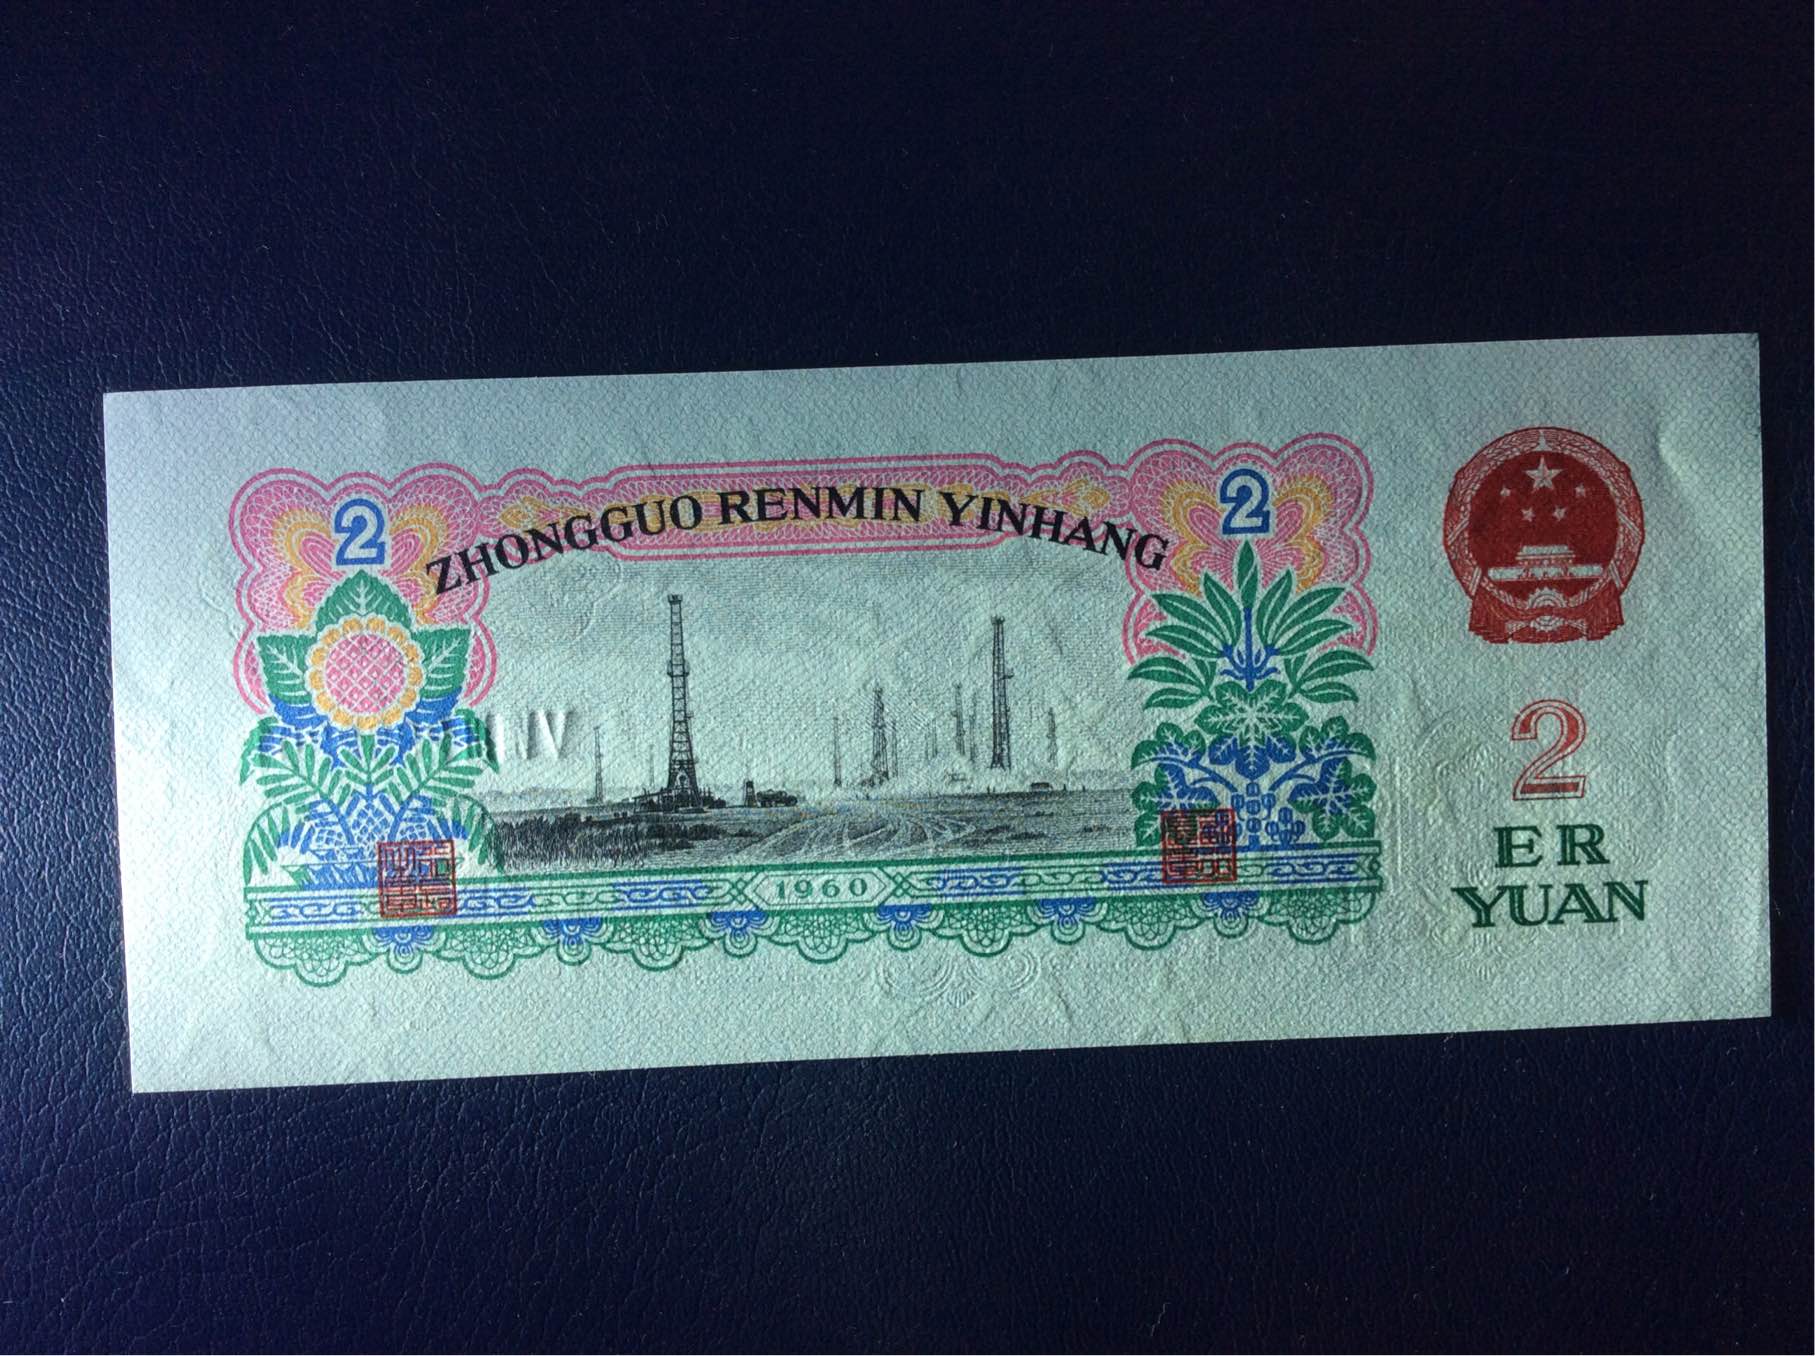 2
2
ZHONGGUO RENMIN YINHANG
2
ER
YUAN
1960